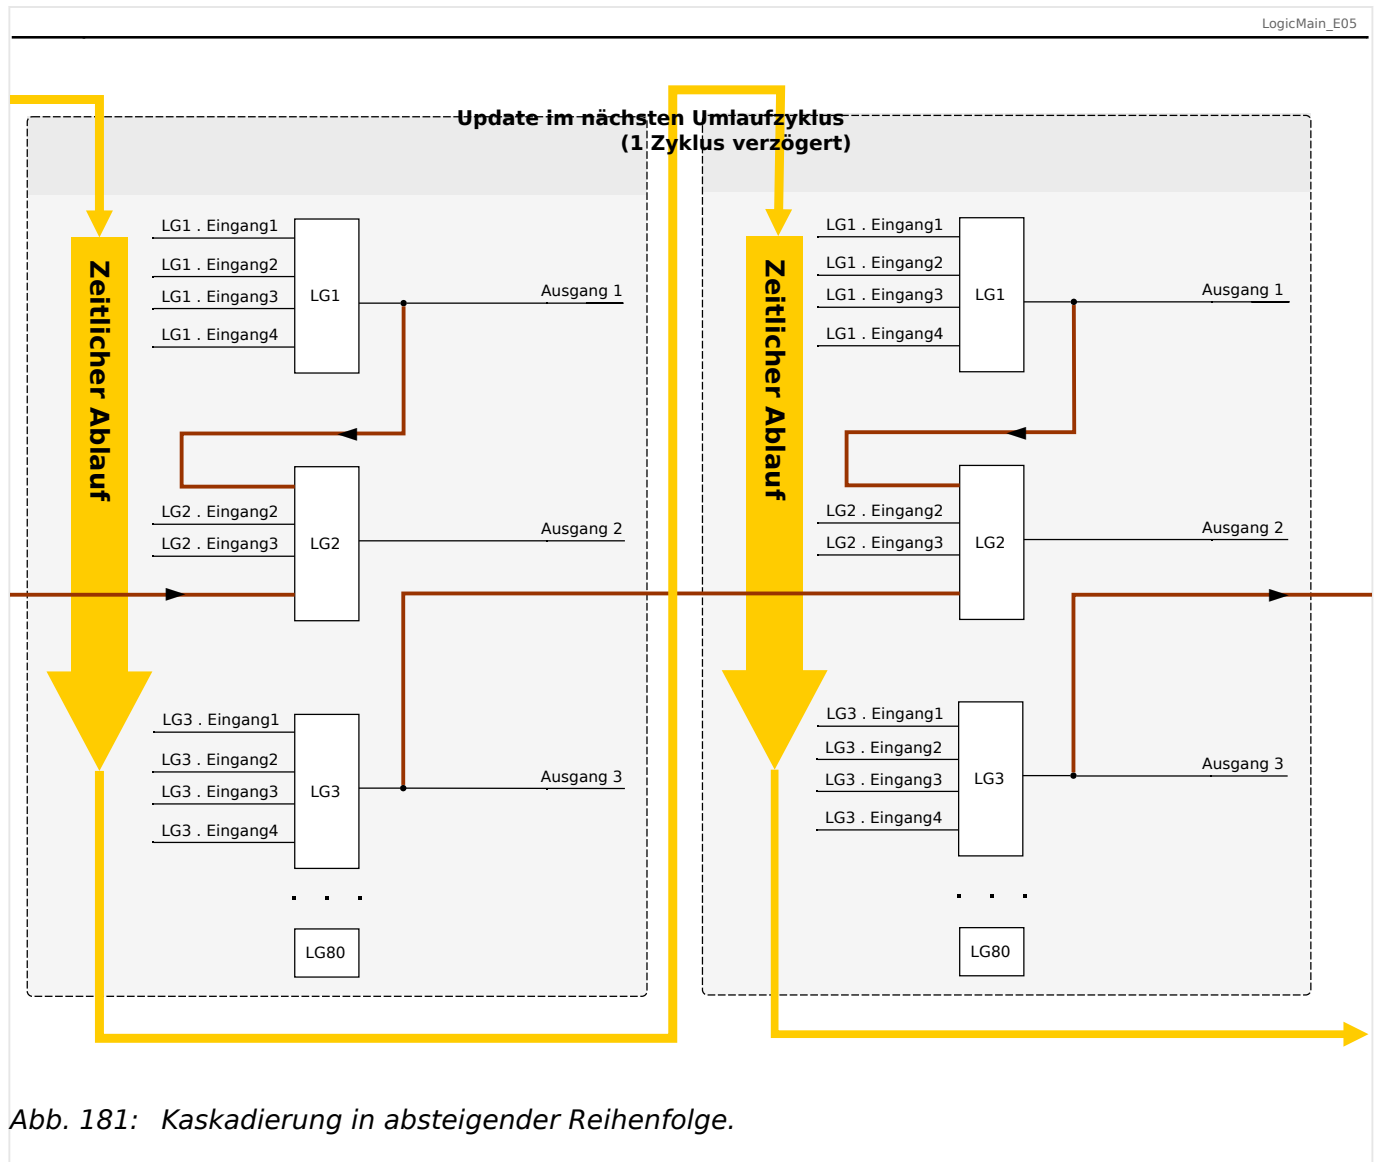 LogicMain_E05
Update im nächsten Umlaufzyklus
(1 Zyklus verzögert)
Zeitlicher Ablauf
LG1 . Eingang1
LG1 . Eingang2
LG1 . Eingang3
LG1 . Eingang4
LG1
Ausgang 1
LG2 . Eingang2
LG2 . Eingang3
LG2
Ausgang 2
LG3 . Eingang1
LG3 . Eingang2
LG3 . Eingang3
LG3 . Eingang4
LG3
Ausgang 3
. . .
LG80
Zeitlicher Ablauf
LG1 . Eingang1
LG1 . Eingang2
LG1 . Eingang3
LG1 . Eingang4
LG1
Ausgang 1
LG2 . Eingang2
LG2 . Eingang3
LG2
Ausgang 2
LG3 . Eingang1
LG3 . Eingang2
LG3 . Eingang3
LG3 . Eingang4
LG3
Ausgang 3
. . .
LG80
Abb. 181: Kaskadierung in absteigender Reihenfolge.